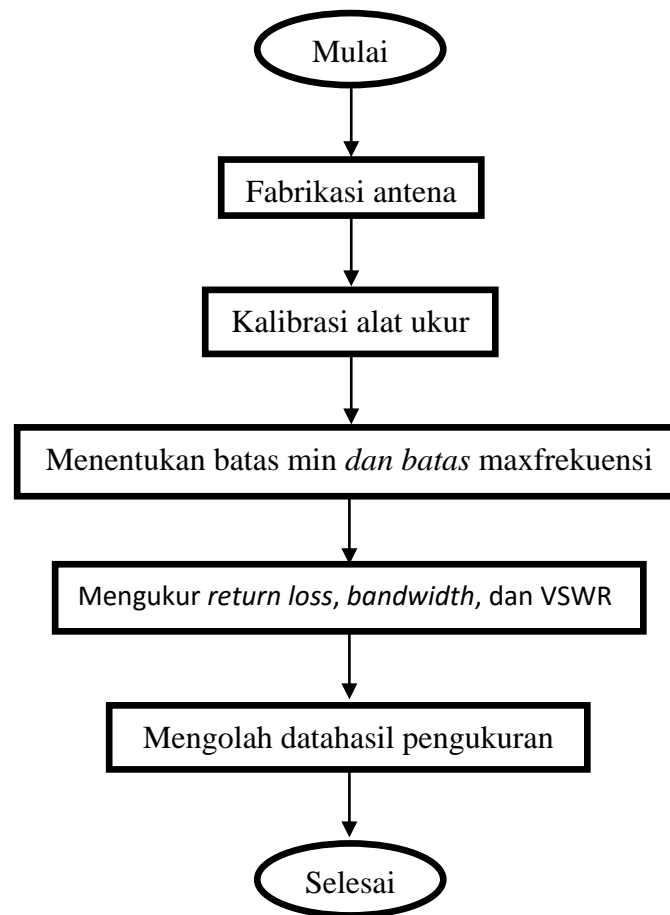 Mulai
Fabrikasi antena
Kalibrasi alat ukur
Menentukan batas min dan batas maxfrekuensi
Mengukur return loss, bandwidth, dan VSWR
Mengolah datahasil pengukuran
Selesai